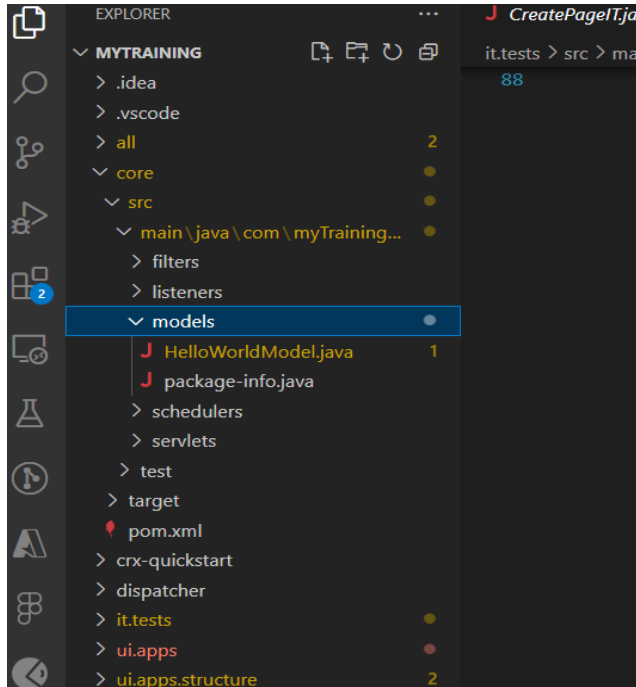 EXPLORER
...
CreatePageIT.ja
MYTRAINING
it.tests > src > ma
.idea
88
.vscode
all 2
core
src
main\java\com\myTraining...
filters
listeners
2
models
HelloWorldModel.java 1
package-info.java
schedulers
servlets
test
target
pom.xml
crx-quickstart
dispatcher
it.tests
ui.apps
ui.apps.structure 2